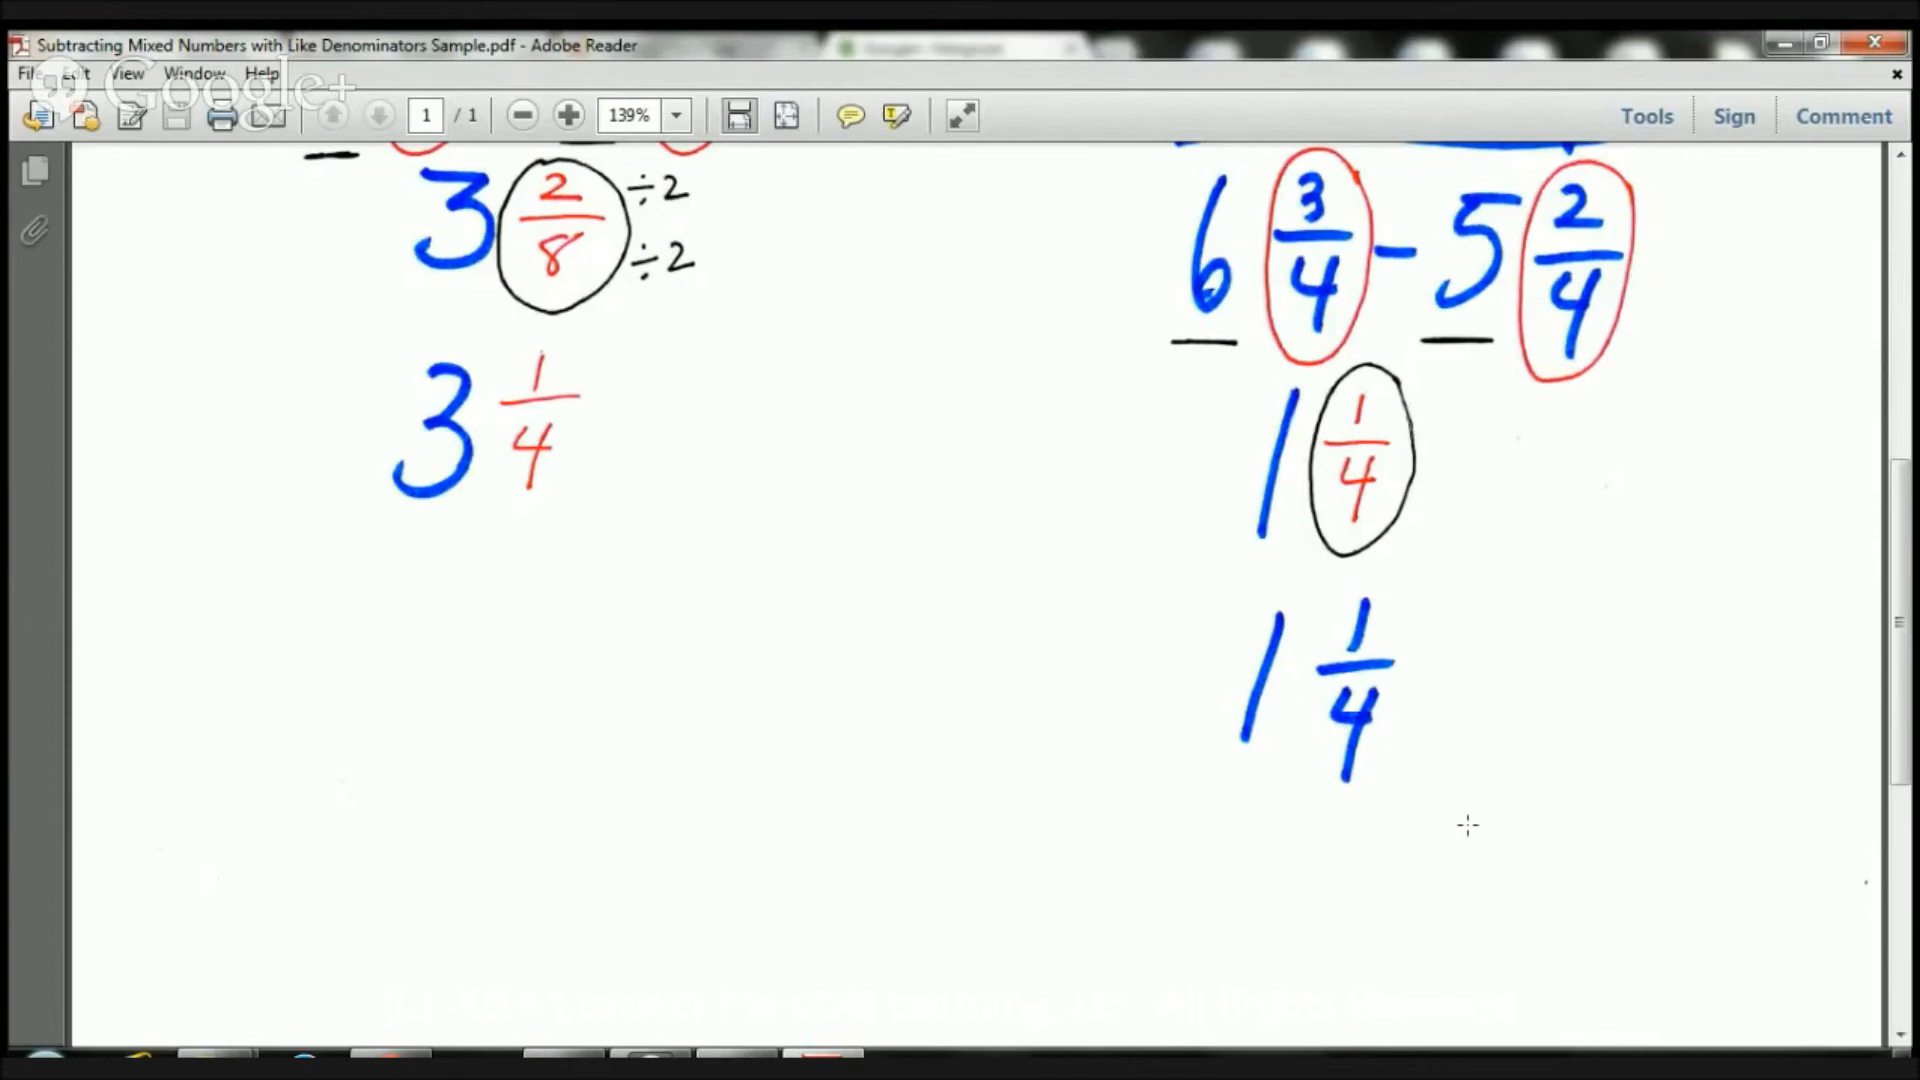 Subtracting Mixed Numbers with Like Denominators Sample.pdf - Adobe Reader
File Edit View Window Help
Google+
1 / 1 139% Tools Sign Comment
3 2/8 ÷2 ÷2
3 1/4
6 3/4 - 5 2/4
1 1/4
1 1/4